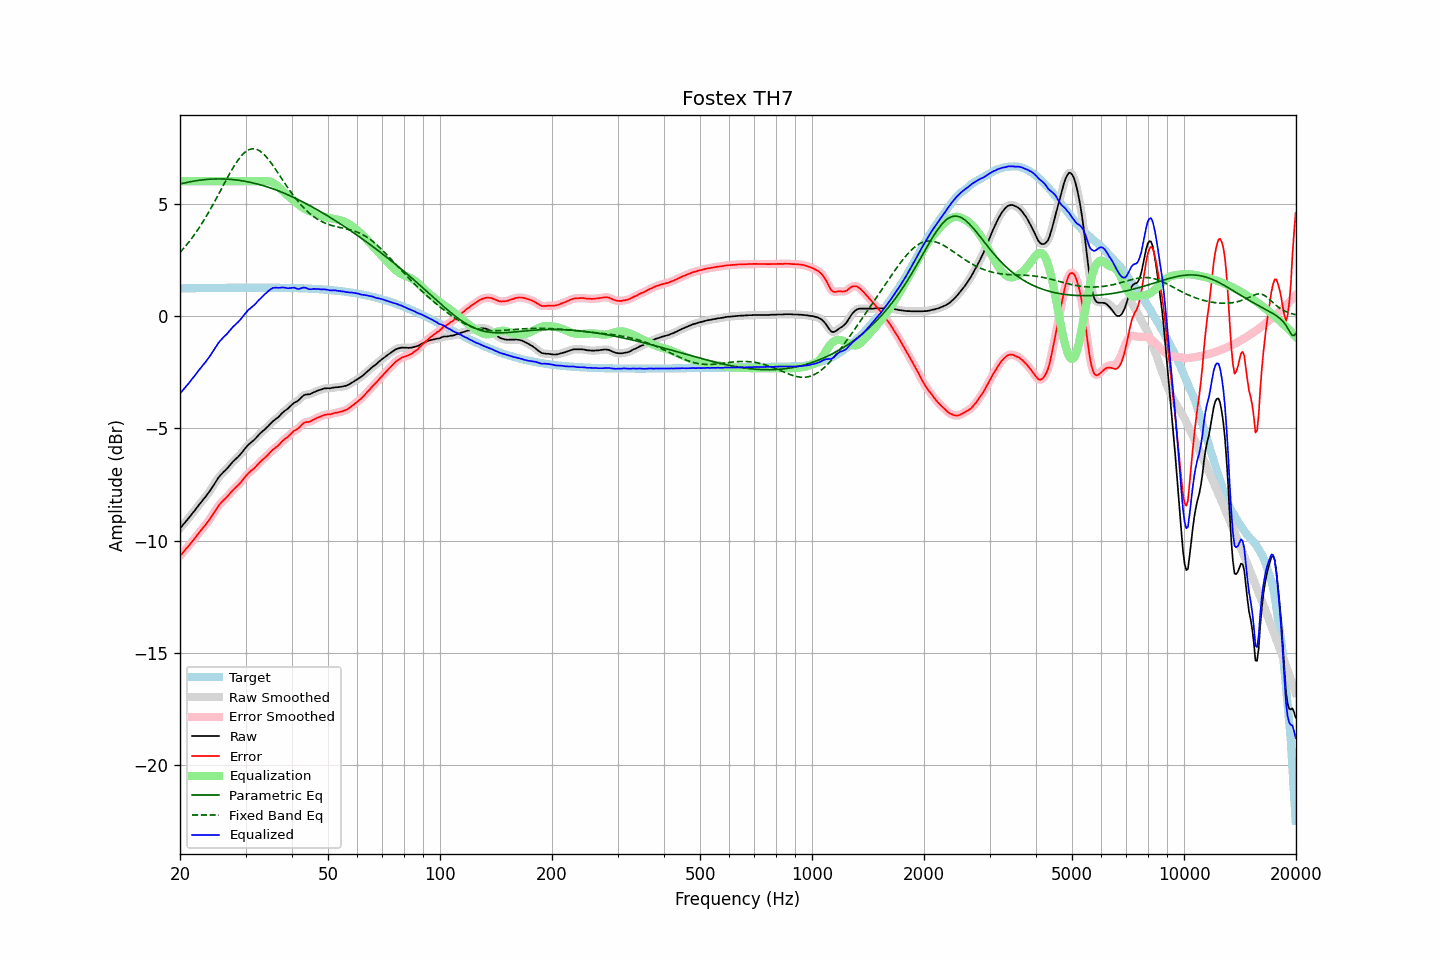 Fostex TH7
Amplitude (dBr)
5
0
−5
−10
−15
−20
Target
Raw Smoothed
Error Smoothed
Raw
Error
Equalization
Parametric Eq
Fixed Band Eq
Equalized
20 50 100 200 500 1000 2000 5000 10000 20000
Frequency (Hz)